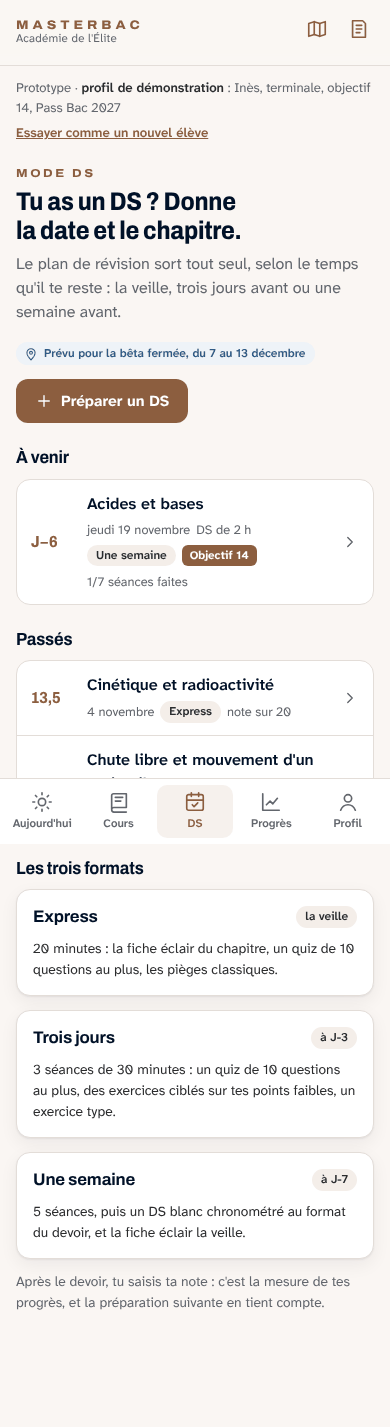 MASTERBAC
Académie de l'Élite
Prototype · profil de démonstration : Inès, terminale, objectif
14, Pass Bac 2027
Essayer comme un nouvel élève
MODE DS
Tu as un DS ? Donne
la date et le chapitre.
Le plan de révision sort tout seul, selon le temps
qu'il te reste : la veille, trois jours avant ou une
semaine avant.
Prévu pour la bêta fermée, du 7 au 13 décembre
Préparer un DS
À venir
Acides et bases
J−6
jeudi 19 novembre DS de 2 h
Une semaine Objectif 14
1/7 séances faites
Passés
Cinétique et radioactivité
13,5
4 novembre Express note sur 20
Chute libre et mouvement d'un
Aujourd'hui Cours DS Progrès Profil
Les trois formats
Express la veille
20 minutes : la fiche éclair du chapitre, un quiz de 10
questions au plus, les pièges classiques.
Trois jours à J-3
3 séances de 30 minutes : un quiz de 10 questions
au plus, des exercices ciblés sur tes points faibles, un
exercice type.
Une semaine à J-7
5 séances, puis un DS blanc chronométré au format
du devoir, et la fiche éclair la veille.
Après le devoir, tu saisis ta note : c'est la mesure de tes
progrès, et la préparation suivante en tient compte.